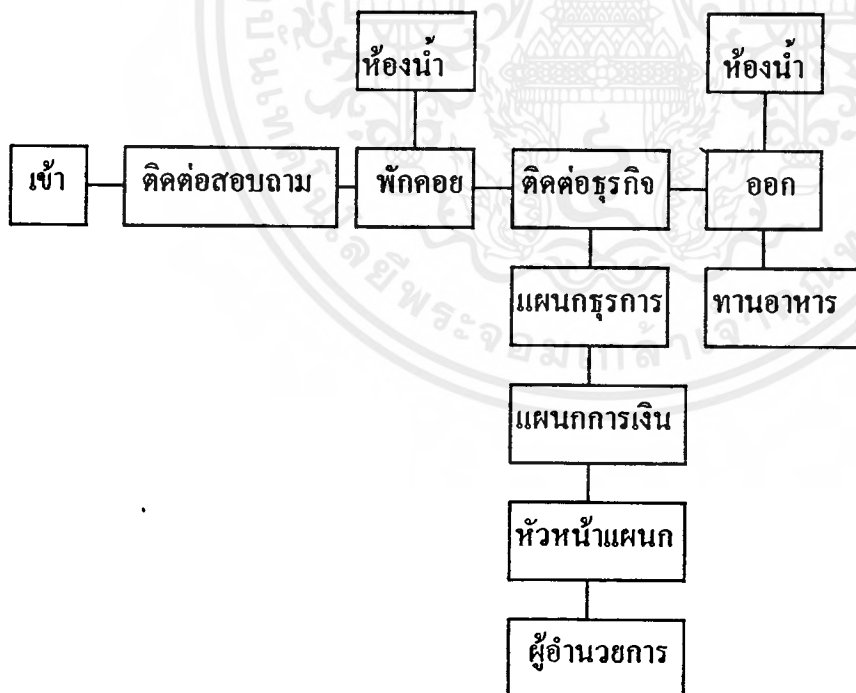 ห้องน้ำ
ห้องน้ำ
เข้า
ติดต่อสอบถาม
พักคอย
ติดต่อธุรกิจ
ออก
แผนกธุรการ
ทานอาหาร
แผนกการเงิน
หัวหน้าแผนก
ผู้อำนวยการ